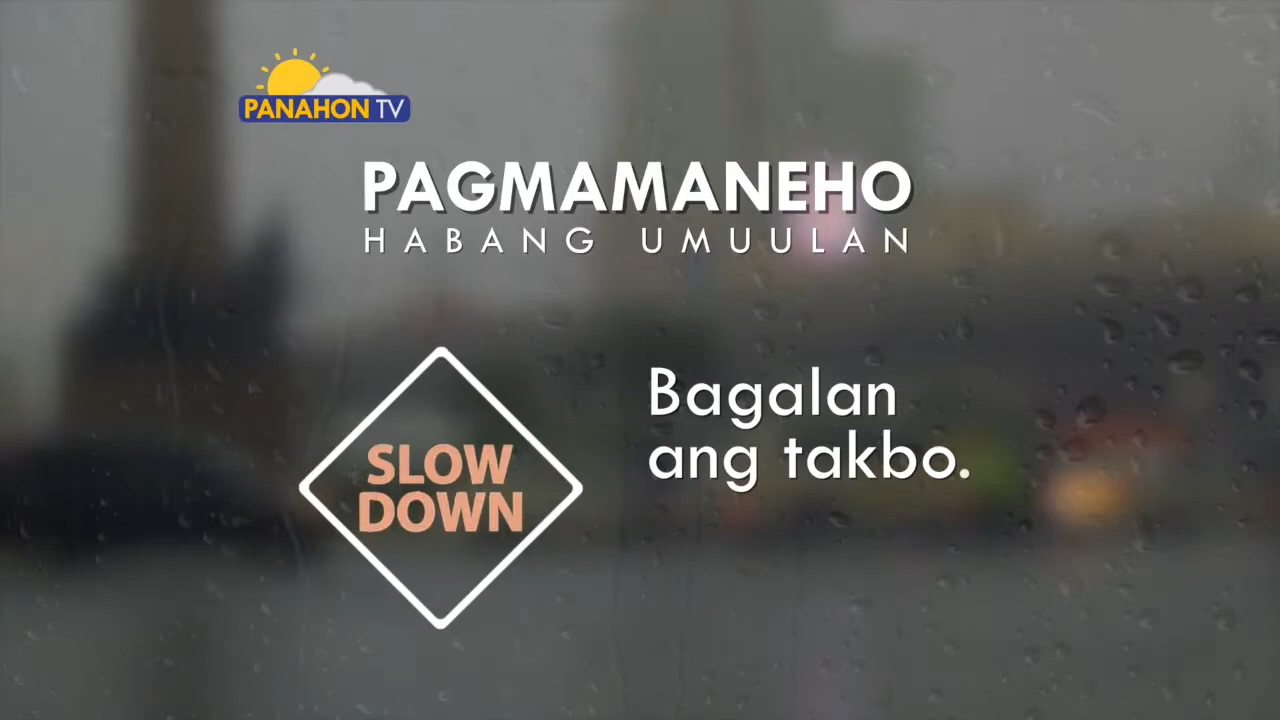 PANAHON TV
PAGMAMANEHO
HABANG UMUULAN
SLOW
DOWN
Bagalan
ang takbo.